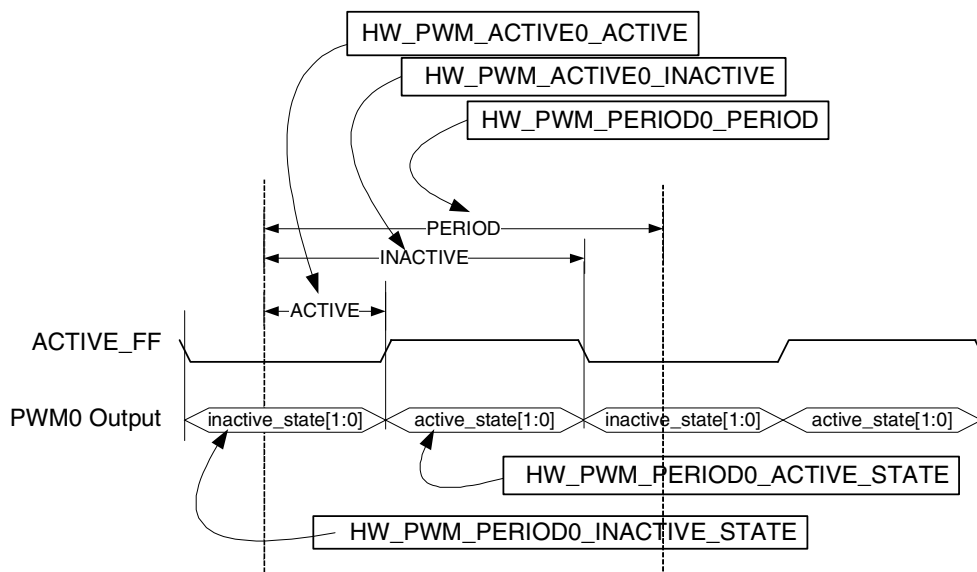 HW_PWM_ACTIVE0_ACTIVE
HW_PWM_ACTIVE0_INACTIVE
HW_PWM_PERIOD0_PERIOD
PERIOD
INACTIVE
ACTIVE
ACTIVE_FF
PWM0 Output
inactive_state[1:0]
active_state[1:0]
inactive_state[1:0]
active_state[1:0]
HW_PWM_PERIOD0_ACTIVE_STATE
HW_PWM_PERIOD0_INACTIVE_STATE